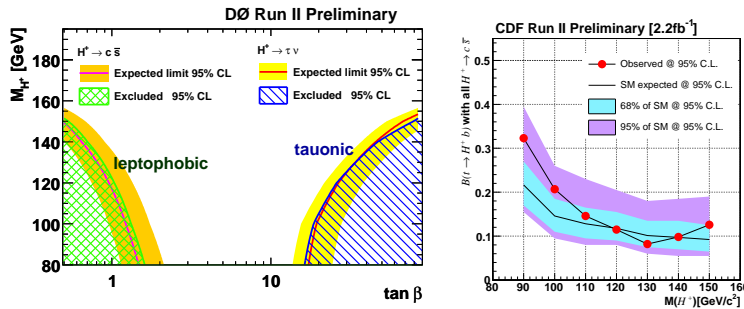 DØ Run II Preliminary
M_H⁺ [GeV]
200
180
160
140
120
100
80
H⁺→ c s̄
Expected limit 95% CL
Excluded 95% CL
H⁺→ τ ν
Expected limit 95% CL
Excluded 95% CL
leptophobic
tauonic
1
10
tan β
CDF Run II Preliminary [2.2fb⁻¹]
B(t → H⁺ b) with all H⁺ → c s̄
0.5
0.4
0.3
0.2
0.1
0
Observed @ 95% C.L.
SM expected @ 95% C.L.
68% of SM @ 95% C.L.
95% of SM @ 95% C.L.
80 90 100 110 120 130 140 150 160
M(H⁺)[GeV/c²]